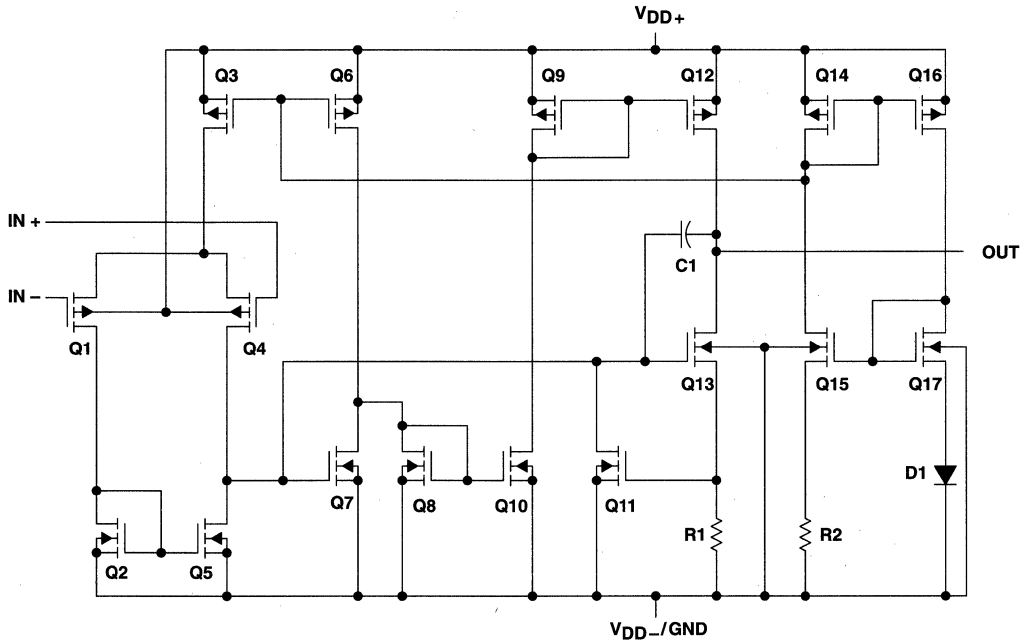 VDD+
Q3
Q6
Q9
Q12
Q14
Q16
IN +
OUT
C1
IN −
Q1
Q4
Q13
Q15
Q17
D1
Q7
Q8
Q10
Q11
R1
R2
Q2
Q5
VDD−/GND